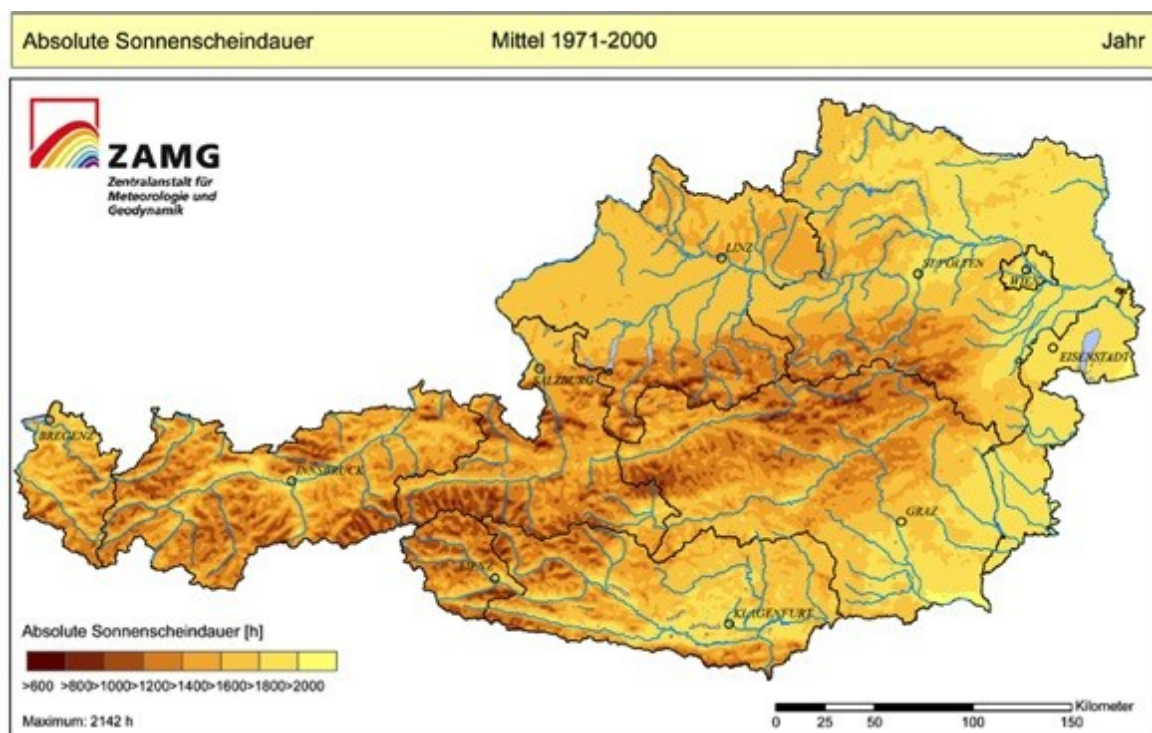 Absolute Sonnenscheindauer Mittel 1971-2000 Jahr
ZAMG
Zentralanstalt für
Meteorologie und
Geodynamik
LINZ
ST.PÖLTEN
WIEN
EISENSTADT
SALZBURG
BREGENZ
INNSBRUCK
GRAZ
LIENZ
KLAGENFURT
Absolute Sonnenscheindauer [h]
>600 >800 >1000 >1200 >1400 >1600 >1800 >2000
Maximum: 2142 h
Kilometer
0 25 50 100 150